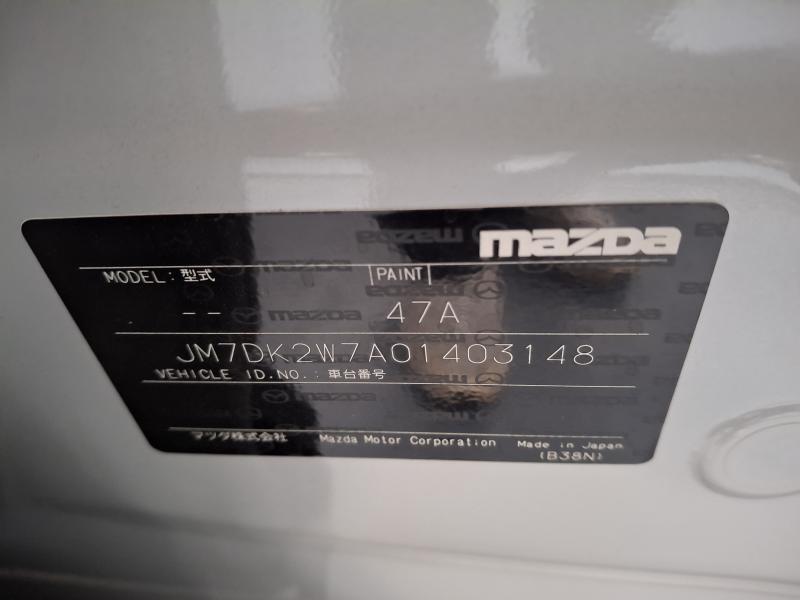 mazda
MODEL: 型式 PAINT
-- 47A
JM7DK2W7A01403148
VEHICLE ID.NO.: 車台番号
マツダ株式会社 Mazda Motor Corporation Made in Japan
(B38N)